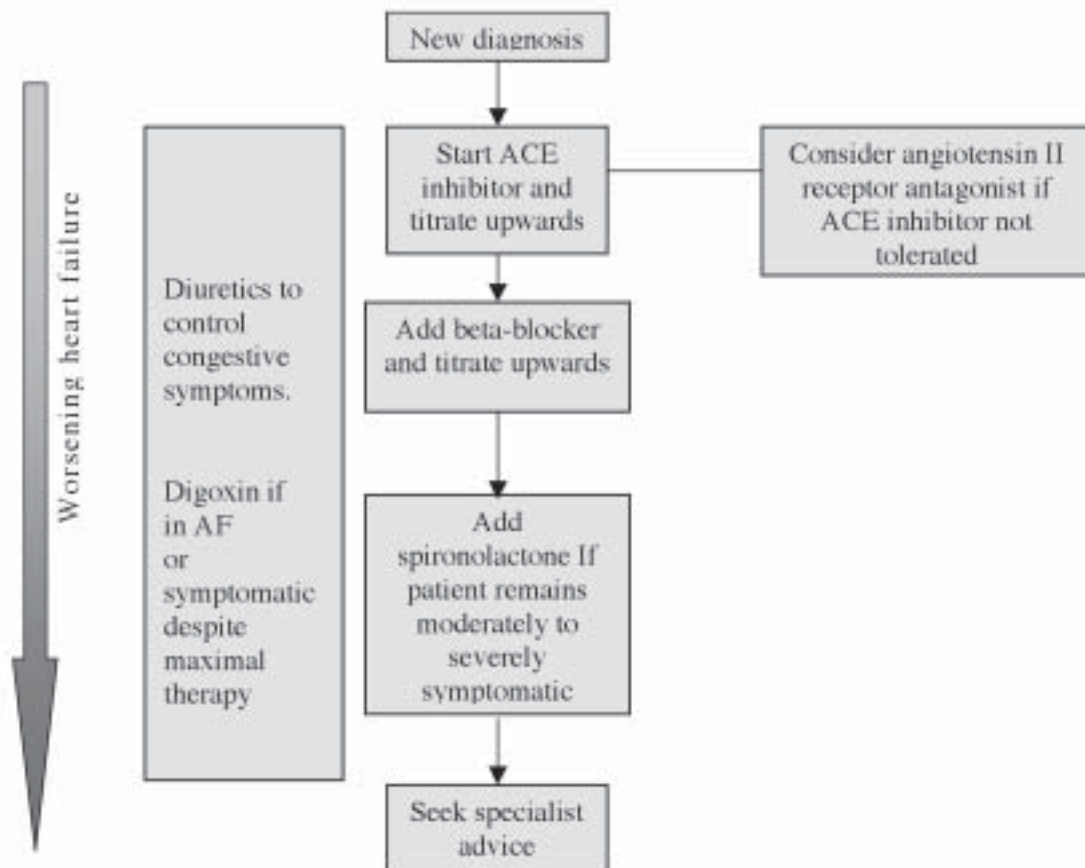 New diagnosis
Start ACE
inhibitor and
titrate upwards
Consider angiotensin II
receptor antagonist if
ACE inhibitor not
tolerated
Worsening heart failure
Diuretics to
control
congestive
symptoms.
Digoxin if
in AF
or
symptomatic
despite
maximal
therapy
Add beta-blocker
and titrate upwards
Add
spironolactone If
patient remains
moderately to
severely
symptomatic
Seek specialist
advice